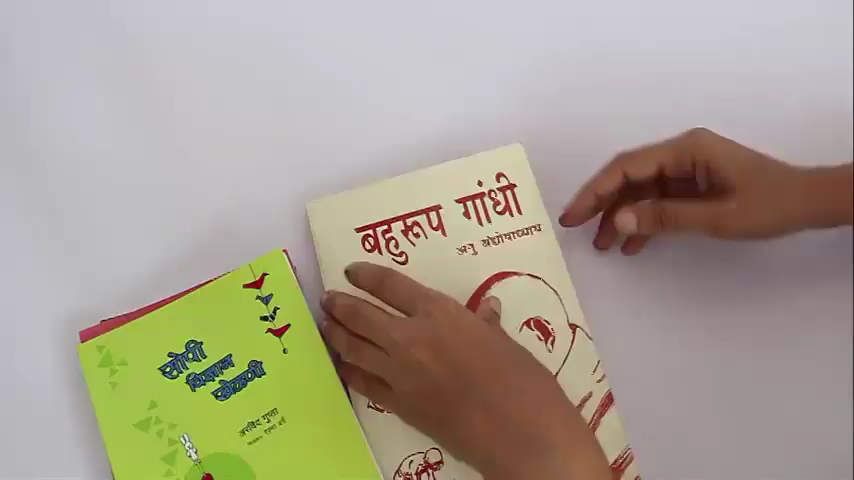 बहुरूप गांधी
अनु बंद्योपाध्याय
सोपी
विज्ञान
खेळणी
अरविंद गुप्ता